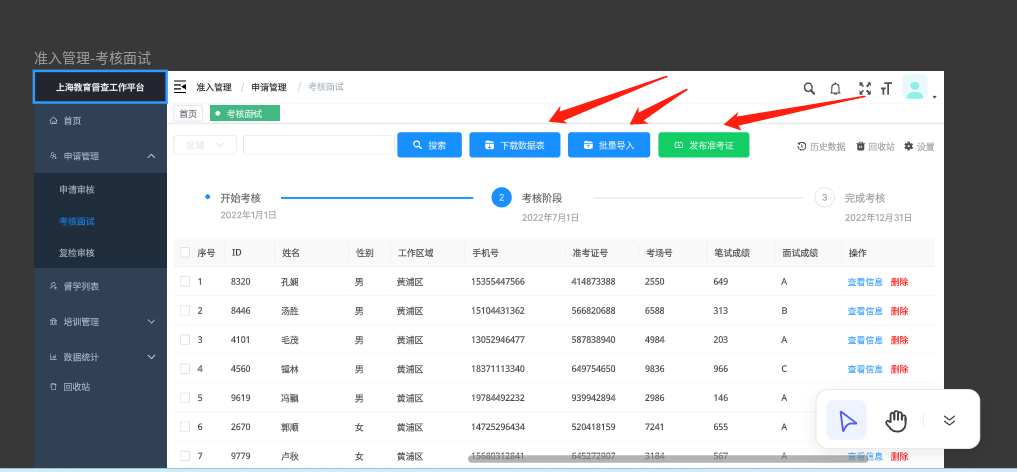 准入管理-考核面试
上海教育督查工作平台
准入管理 / 申请管理 / 考核面试
首页
考核面试
首页
申请管理
申请审核
考核面试
复检审核
督学列表
培训管理
数据统计
回收站
区域
搜索
下载数据表
批量导入
发布准考证
历史数据 回收站 设置
开始考核
2022年1月1日
2
考核阶段
2022年7月1日
3
完成考核
2022年12月31日
序号 ID 姓名 性别 工作区域 手机号 准考证号 考场号 笔试成绩 面试成绩 操作
1 8320 孔娴 男 黄浦区 15355447566 414873388 2550 649 A 查看信息 删除
2 8446 汤胜 男 黄浦区 15104431362 566820688 6588 313 B 查看信息 删除
3 4101 毛茂 男 黄浦区 13052946477 587838940 4984 203 A 查看信息 删除
4 4560 镏林 男 黄浦区 18371113340 649754650 9836 966 C 查看信息 删除
5 9619 冯飘 男 黄浦区 19784492232 939942894 2986 146 A
6 2670 郭顺 女 黄浦区 14725296434 520418159 7241 655 A
7 9779 卢秋 女 黄浦区 15680312841 645272907 3184 567 A 查看信息 删除